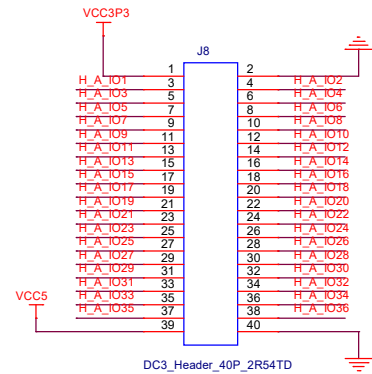 VCC3P3
J8
1 2
H_A_IO1 3 4 H_A_IO2
H_A_IO3 5 6 H_A_IO4
H_A_IO5 7 8 H_A_IO6
H_A_IO7 9 10 H_A_IO8
H_A_IO9 11 12 H_A_IO10
H_A_IO11 13 14 H_A_IO12
H_A_IO13 15 16 H_A_IO14
H_A_IO15 17 18 H_A_IO16
H_A_IO17 19 20 H_A_IO18
H_A_IO19 21 22 H_A_IO20
H_A_IO21 23 24 H_A_IO22
H_A_IO23 25 26 H_A_IO24
H_A_IO25 27 28 H_A_IO26
H_A_IO27 29 30 H_A_IO28
H_A_IO29 31 32 H_A_IO30
H_A_IO31 33 34 H_A_IO32
H_A_IO33 35 36 H_A_IO34
H_A_IO35 37 38 H_A_IO36
VCC5
39 40
DC3_Header_40P_2R54TD